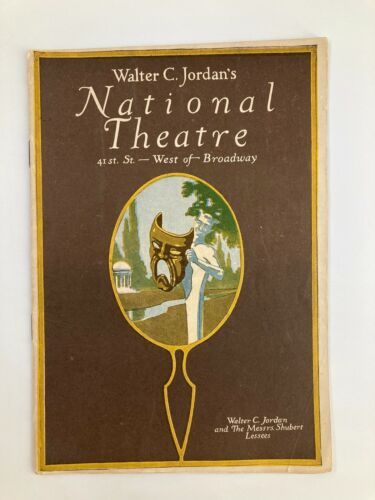 Walter C. Jordan's
National
Theatre
41st. St. — West of Broadway
Walter C. Jordan
and The Messrs. Shubert
Lessees